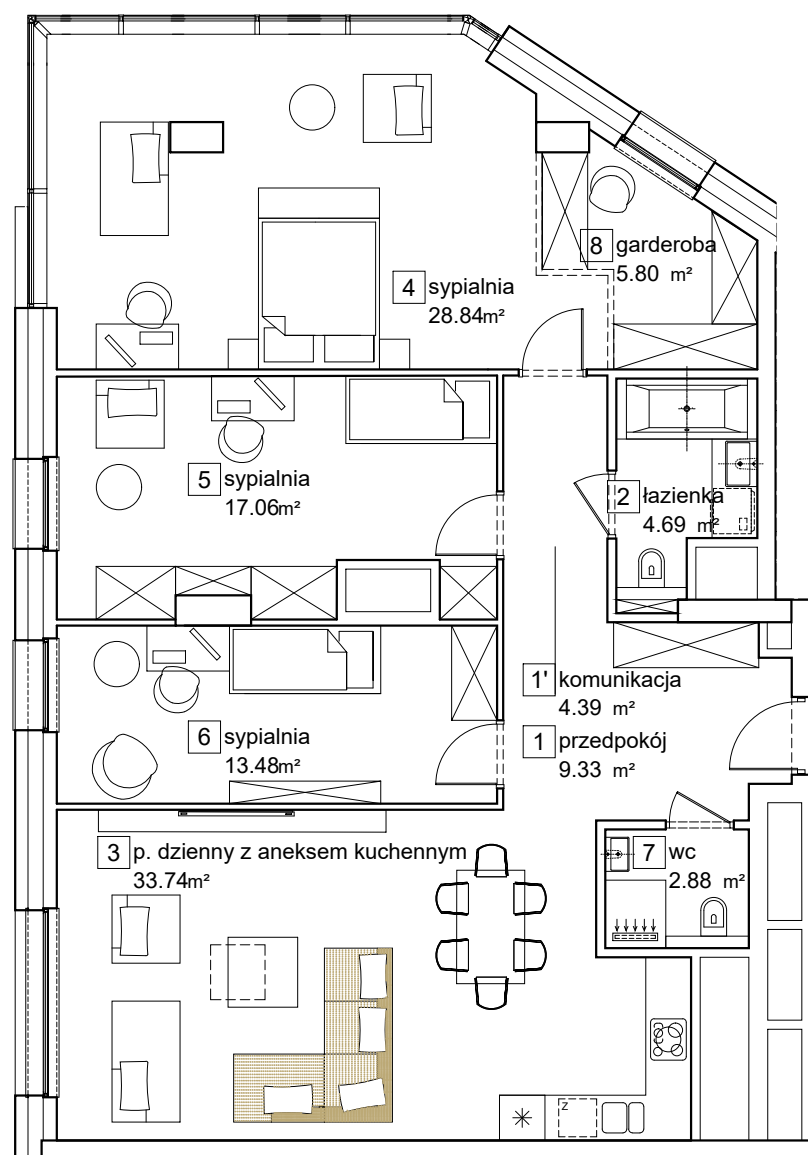 8 garderoba
5.80 m²
4 sypialnia
28.84m²
5 sypialnia
17.06m²
2 łazienka
4.69 m²
1' komunikacja
4.39 m²
6 sypialnia
13.48m²
1 przedpokój
9.33 m²
3 p. dzienny z aneksem kuchennym
33.74m²
7 wc
2.88 m²
z